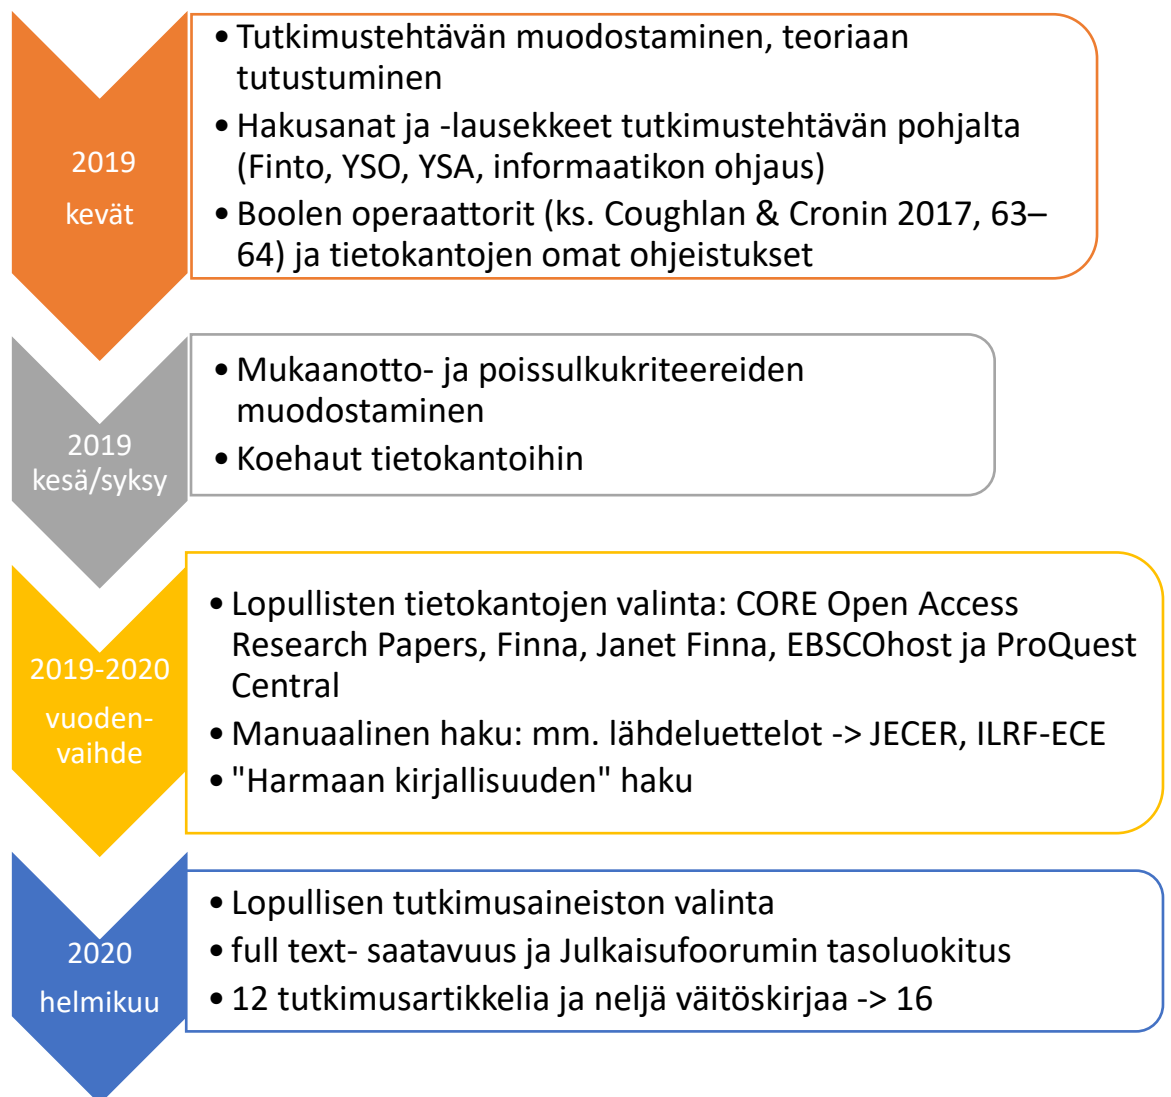 2019
kevät
• Tutkimustehtävän muodostaminen, teoriaan
tutustuminen
• Hakusanat ja -lausekkeet tutkimustehtävän pohjalta
(Finto, YSO, YSA, informaatikon ohjaus)
• Boolen operaattorit (ks. Coughlan & Cronin 2017, 63–
64) ja tietokantojen omat ohjeistukset
2019
kesä/syksy
• Mukaanotto- ja poissulkukriteereiden
muodostaminen
• Koehaut tietokantoihin
2019-2020
vuoden-
vaihde
• Lopullisten tietokantojen valinta: CORE Open Access
Research Papers, Finna, Janet Finna, EBSCOhost ja ProQuest
Central
• Manuaalinen haku: mm. lähdeluettelot -> JECER, ILRF-ECE
• "Harmaan kirjallisuuden" haku
2020
helmikuu
• Lopullisen tutkimusaineiston valinta
• full text- saatavuus ja Julkaisufoorumin tasoluokitus
• 12 tutkimusartikkelia ja neljä väitöskirjaa -> 16